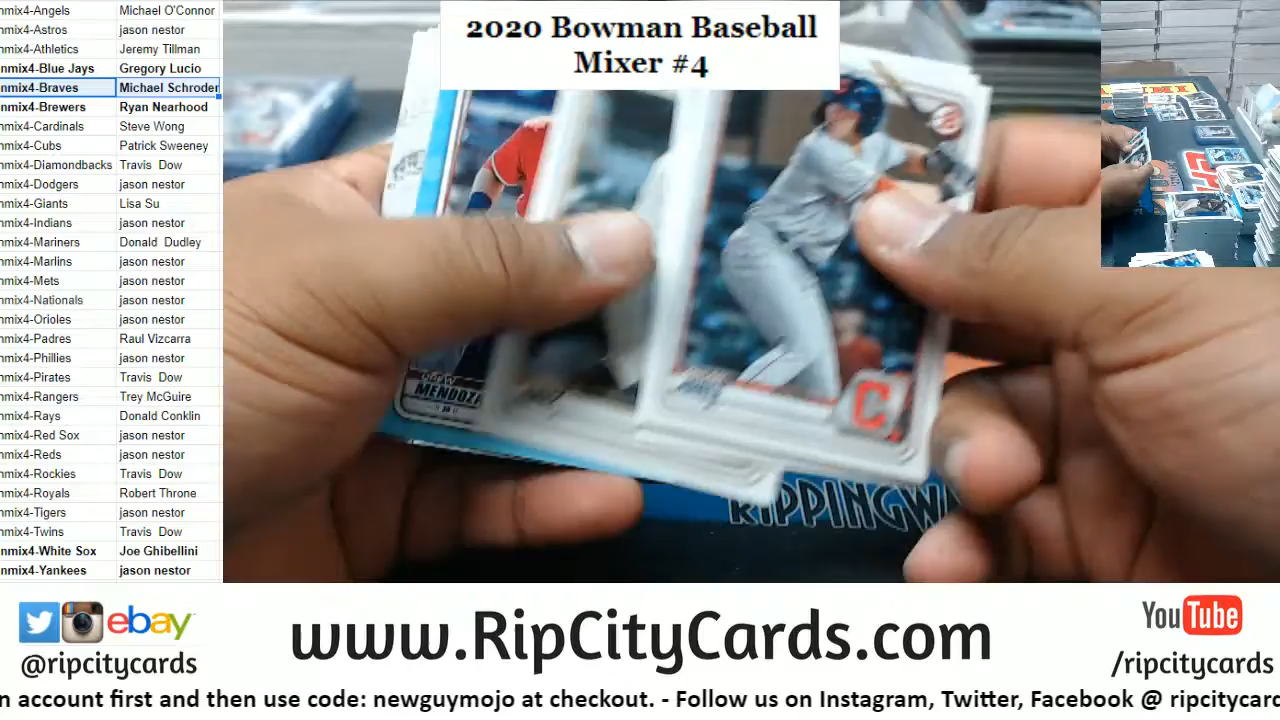 nmix4-Angels Michael O'Connor
nmix4-Astros jason nestor
nmix4-Athletics Jeremy Tillman
nmix4-Blue Jays Gregory Lucio
nmix4-Braves Michael Schroder
nmix4-Brewers Ryan Nearhood
nmix4-Cardinals Steve Wong
nmix4-Cubs Patrick Sweeney
nmix4-Diamondbacks Travis Dow
nmix4-Dodgers jason nestor
nmix4-Giants Lisa Su
nmix4-Indians jason nestor
nmix4-Mariners Donald Dudley
nmix4-Marlins jason nestor
nmix4-Mets jason nestor
nmix4-Nationals jason nestor
nmix4-Orioles jason nestor
nmix4-Padres Raul Vizcarra
nmix4-Phillies jason nestor
nmix4-Pirates Travis Dow
nmix4-Rangers Trey McGuire
nmix4-Rays Donald Conklin
nmix4-Red Sox jason nestor
nmix4-Reds jason nestor
nmix4-Rockies Travis Dow
nmix4-Royals Robert Throne
nmix4-Tigers jason nestor
nmix4-Twins Travis Dow
nmix4-White Sox Joe Ghibellini
nmix4-Yankees jason nestor
2020 Bowman Baseball
Mixer #4
MENDOZA
C
RIPPINGWA
ebay
@ripcitycards
www.RipCityCards.com
YouTube
/ripcitycards
n account first and then use code: newguymojo at checkout. - Follow us on Instagram, Twitter, Facebook @ ripcitycard